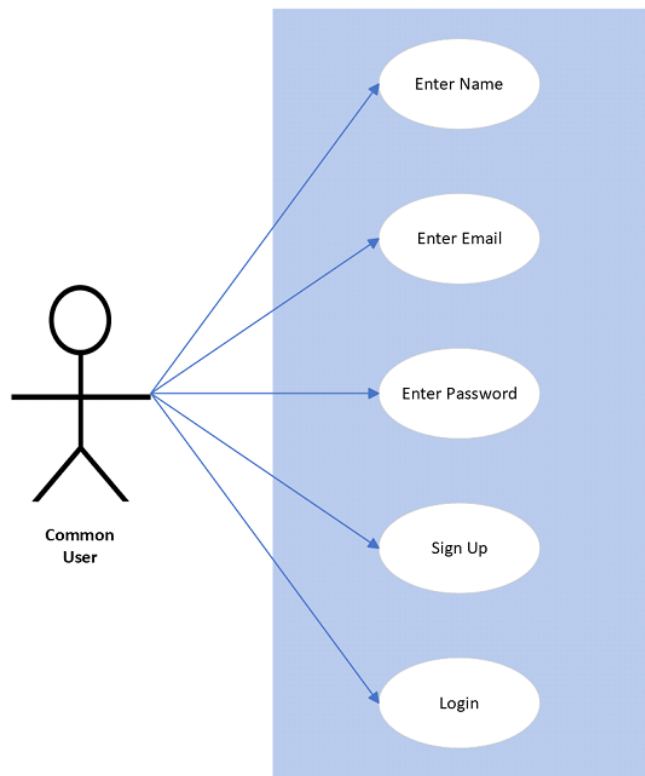 Enter Name
Enter Email
Enter Password
Sign Up
Login
Common
User